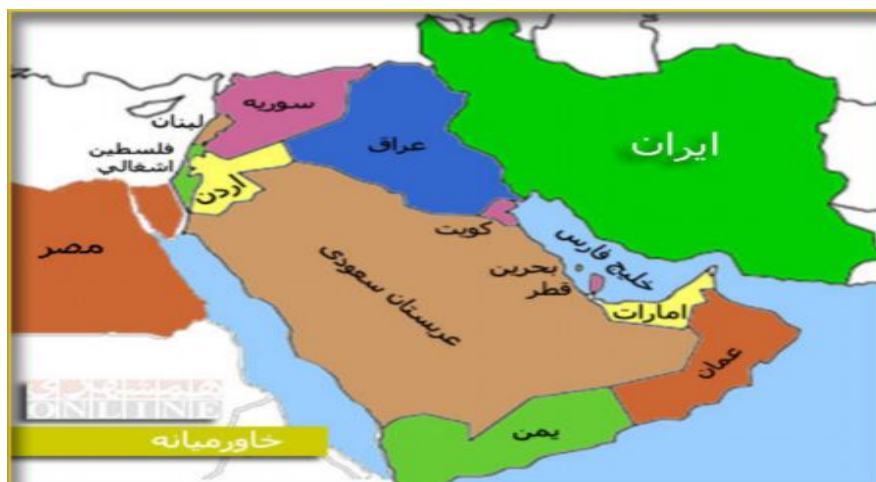 سوریه
لبنان
فلسطین
اشغالي
اردن
عراق
ایران
مصر
کویت
خلیج فارس
بحرین
قطر
عربستان سعودی
امارات
عمان
یمن
ONLINE
خاورمیانه